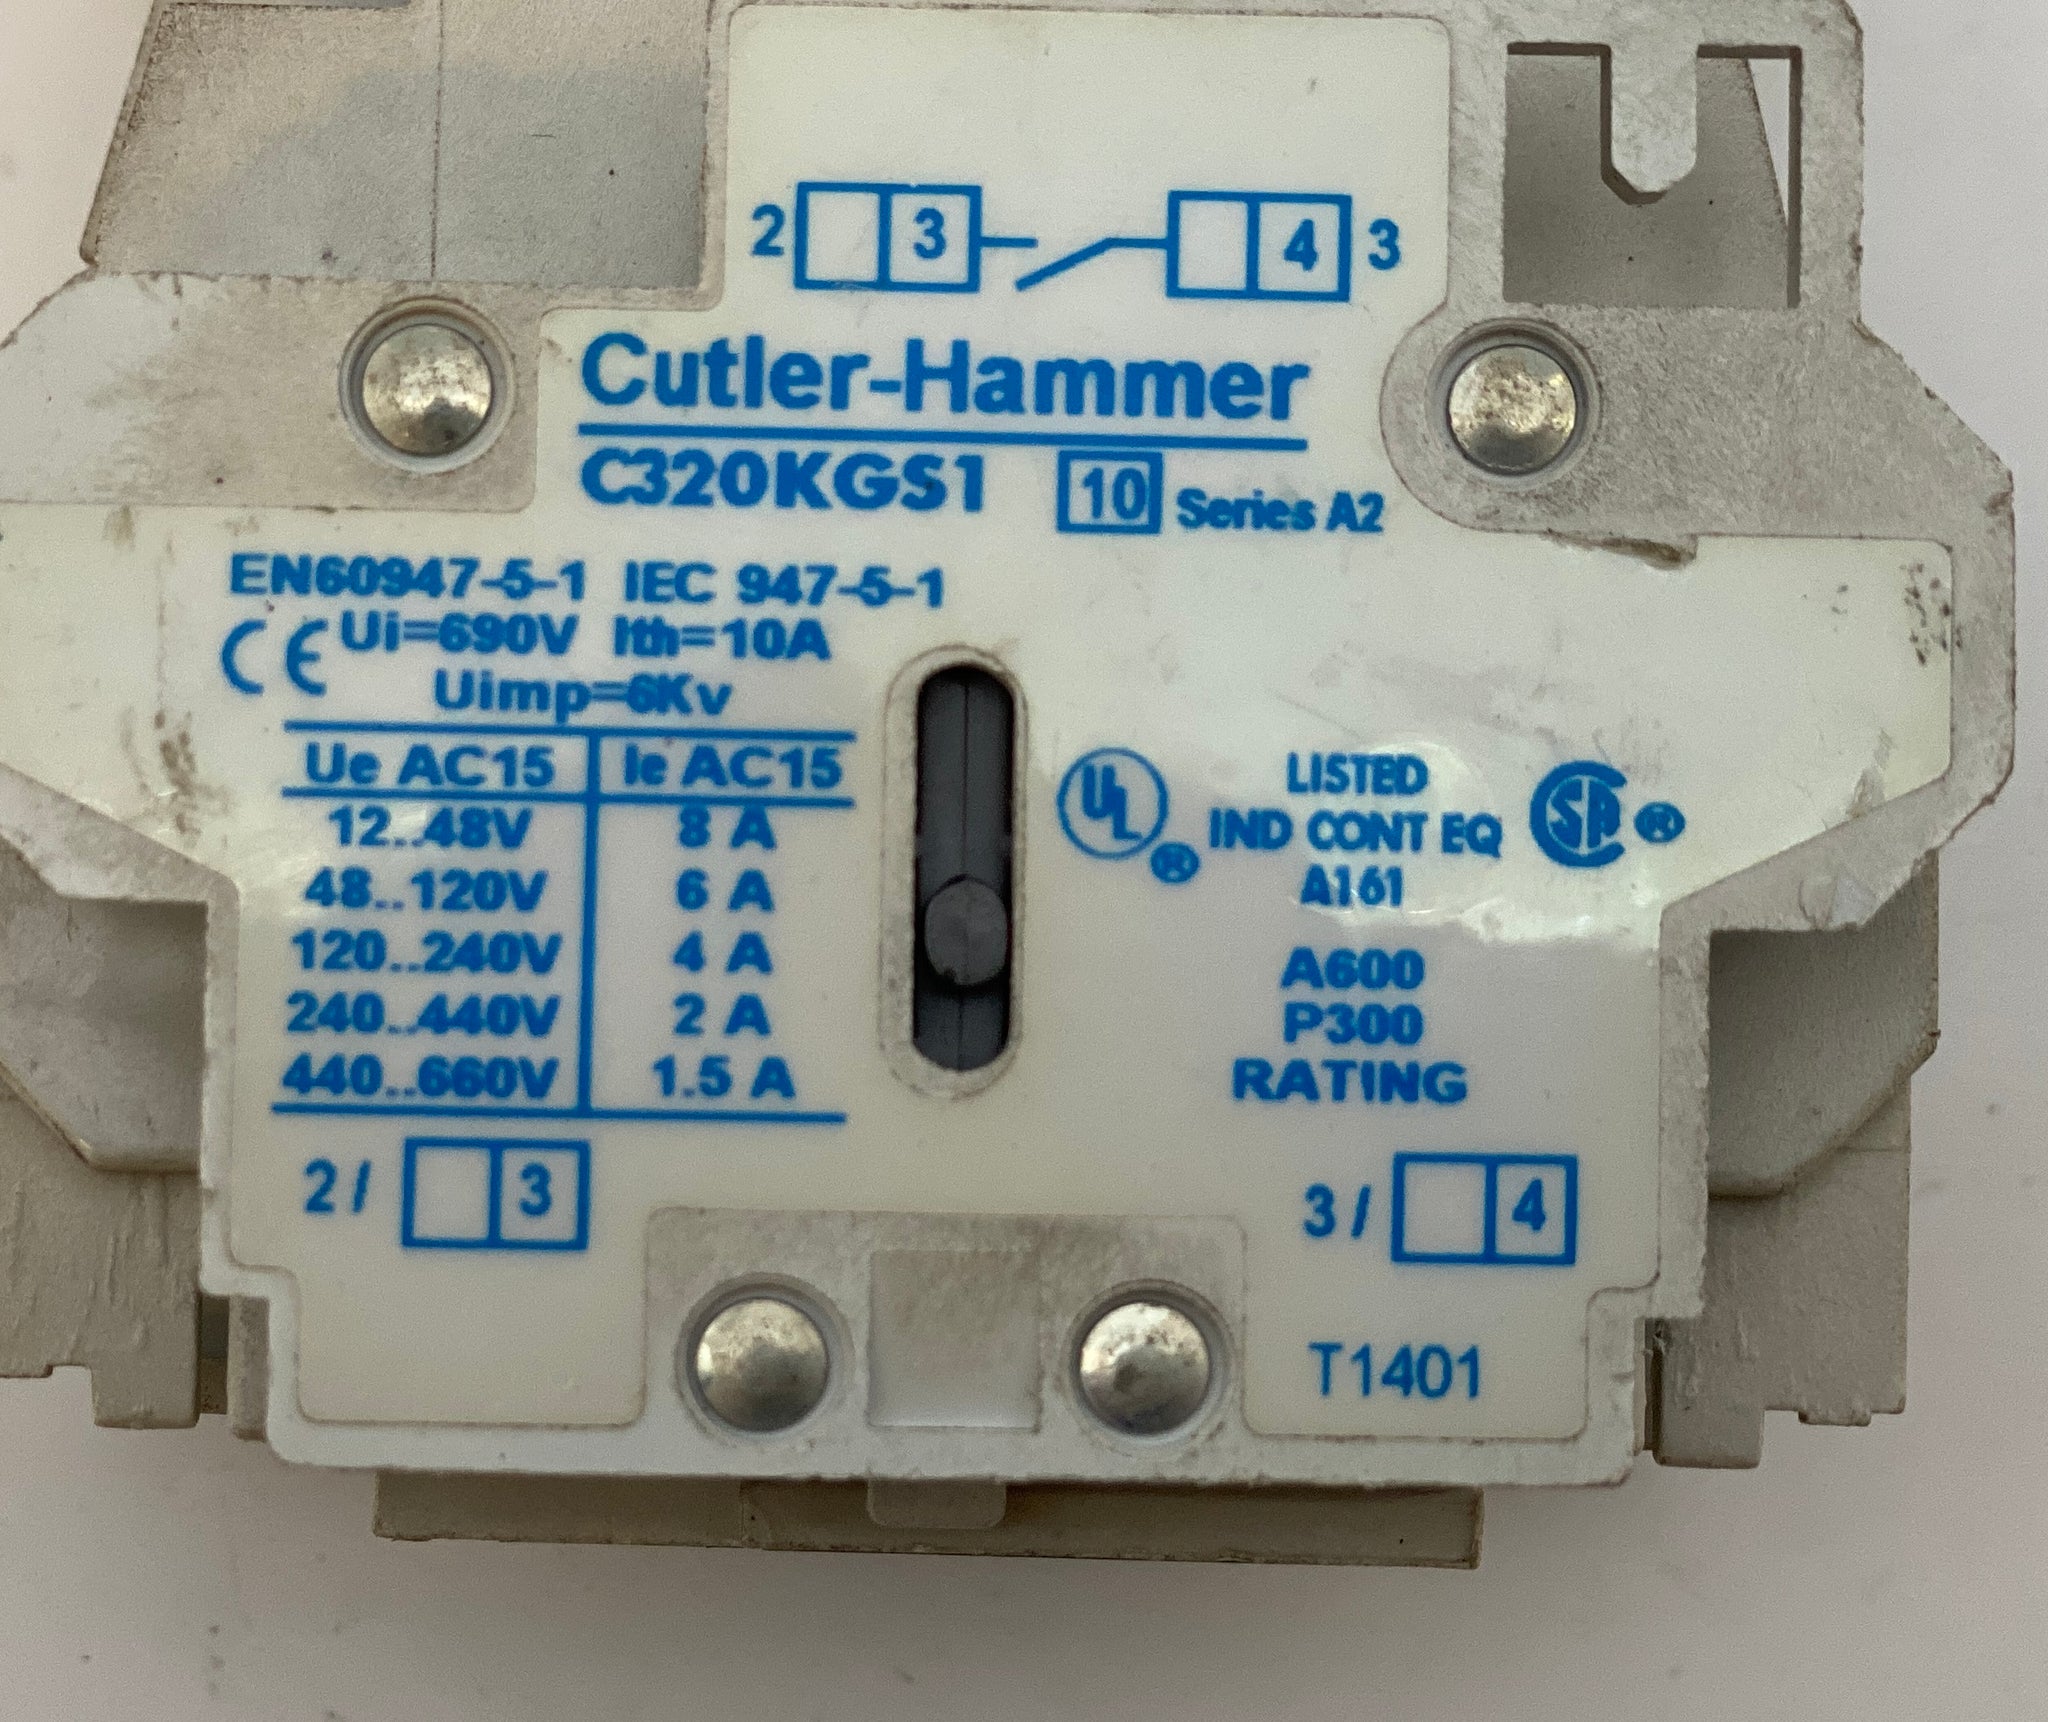 2 3 4 3
Cutler-Hammer
C320KGS1 10 Series A2
EN60947-5-1 IEC 947-5-1
CE Ui=690V Ith=10A
Uimp=6Kv
Ue AC15 Ie AC15
12..48V 8 A
48..120V 6 A
120..240V 4 A
240..440V 2 A
440..660V 1.5 A
UL ® LISTED
IND CONT EQ
A161
SA ®
A600
P300
RATING
2 / 3
3 / 4
T1401